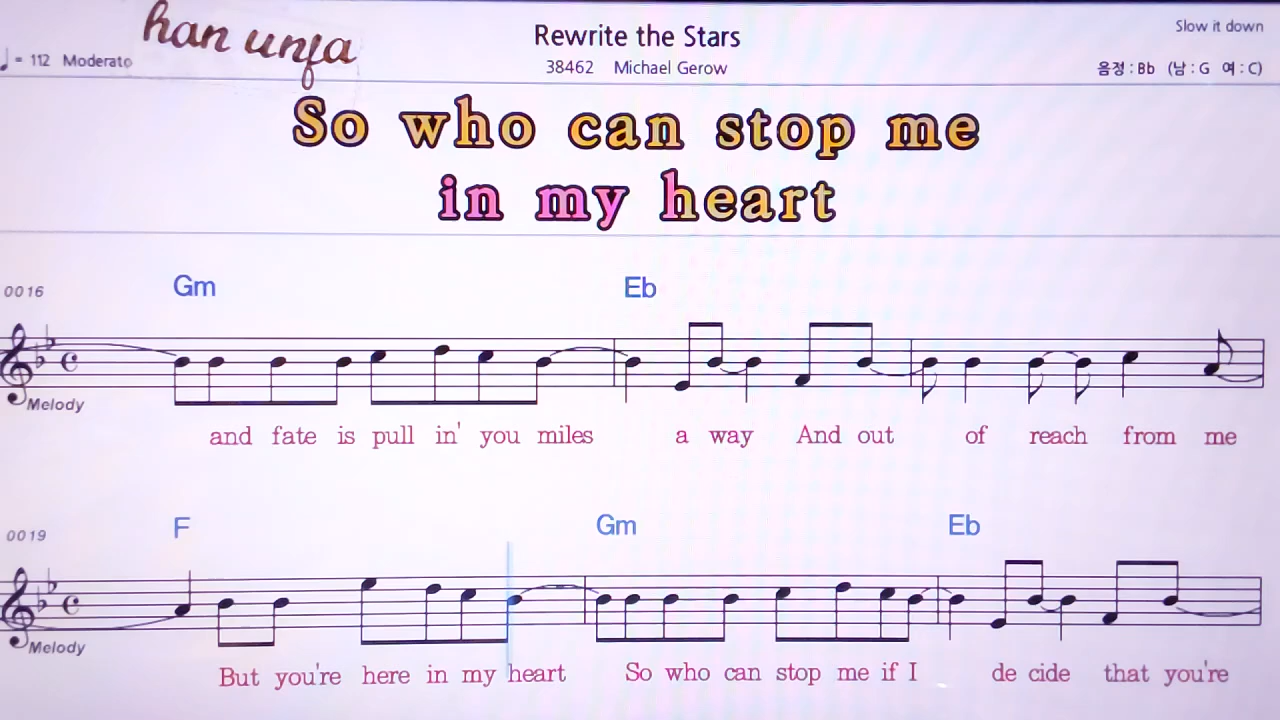 han unja
Rewrite the Stars
Slow it down
♩ = 112 Moderato
38462 Michael Gerow
음정 : Bb (남 : G 여 : C)
So who can stop me
in my heart
0016
Gm Eb
Melody
and fate is pull in' you miles a way And out of reach from me
0019
F Gm Eb
Melody
But you're here in my heart So who can stop me if I de cide that you're